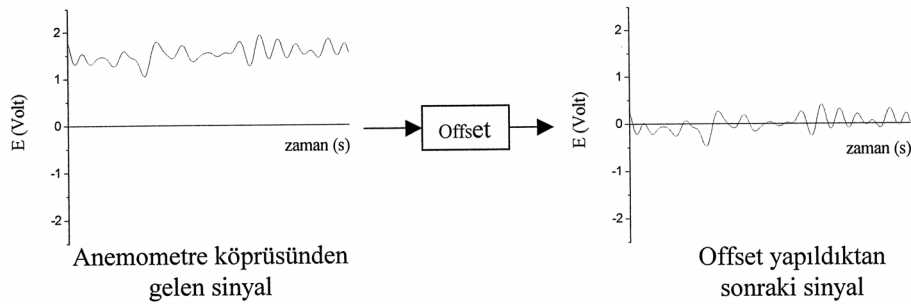 2
1
0
-1
-2
E (Volt)
zaman (s)
Anemometre köprüsünden
gelen sinyal
Offset
2
1
0
-1
-2
E (Volt)
zaman (s)
Offset yapıldıktan
sonraki sinyal